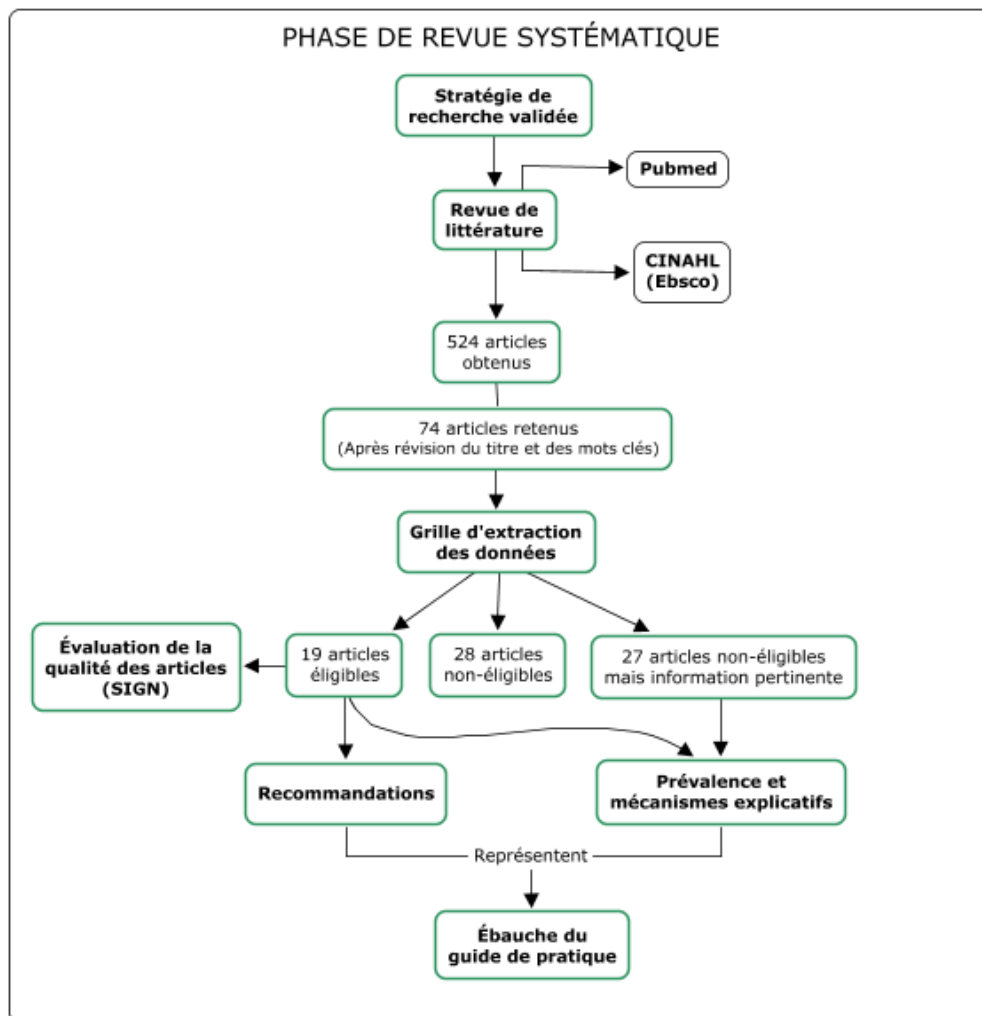 PHASE DE REVUE SYSTÉMATIQUE
Stratégie de
recherche validée
Pubmed
Revue de
littérature
CINAHL
(Ebsco)
524 articles
obtenus
74 articles retenus
(Après révision du titre et des mots clés)
Grille d'extraction
des données
Évaluation de la
qualité des articles
(SIGN)
19 articles
éligibles
28 articles
non-éligibles
27 articles non-éligibles
mais information pertinente
Recommandations
Prévalence et
mécanismes explicatifs
Représentent
Ébauche du
guide de pratique